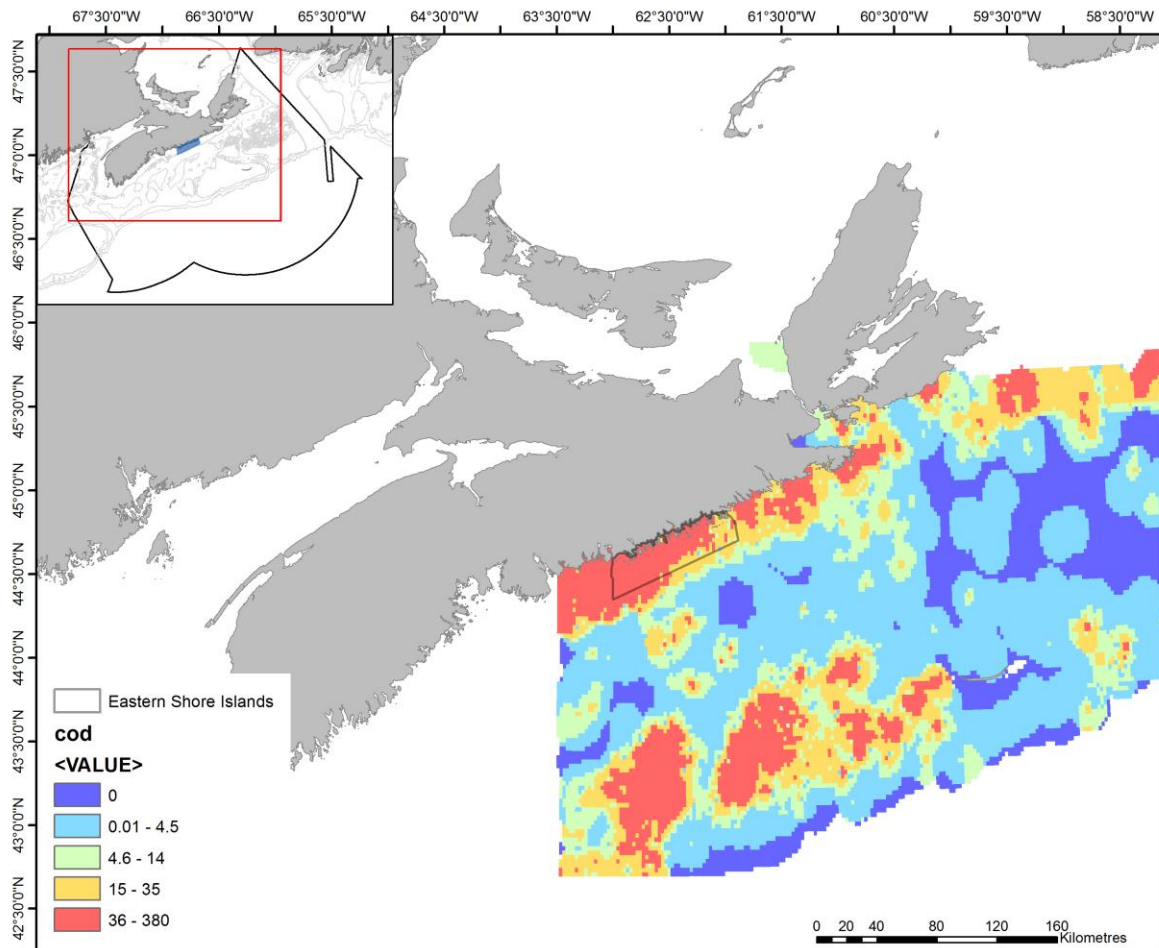 67°30'0"W 66°30'0"W 65°30'0"W 64°30'0"W 63°30'0"W 62°30'0"W 61°30'0"W 60°30'0"W 59°30'0"W 58°30'0"W
47°30'0"N
47°0'0"N
46°30'0"N
46°0'0"N
45°30'0"N
45°0'0"N
44°30'0"N
44°0'0"N
43°30'0"N
43°0'0"N
42°30'0"N
Eastern Shore Islands
cod
<VALUE>
0
0.01 - 4.5
4.6 - 14
15 - 35
36 - 380
0 20 40 80 120 160
Kilometres